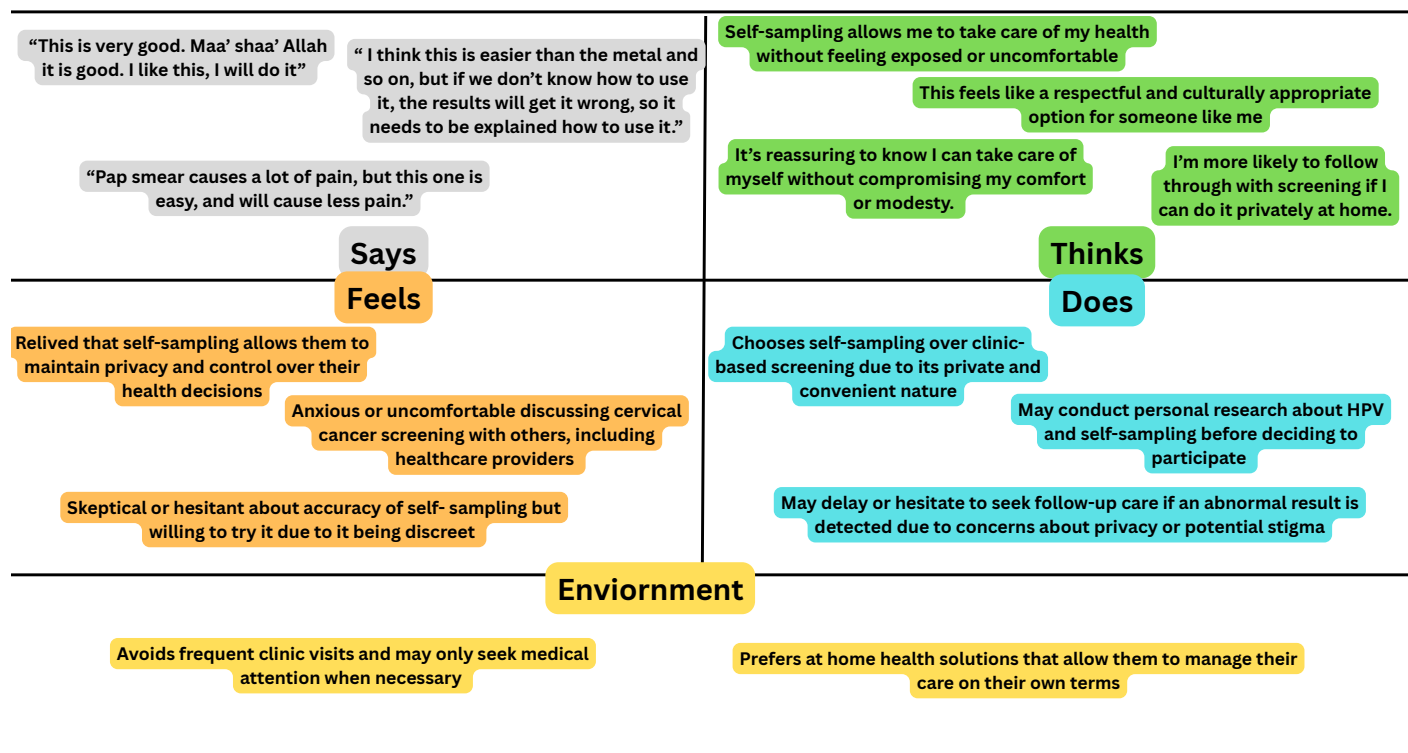 “This is very good. Maa’ shaa’ Allah
it is good. I like this, I will do it”
“ I think this is easier than the metal and
so on, but if we don’t know how to use
it, the results will get it wrong, so it
needs to be explained how to use it.”
“Pap smear causes a lot of pain, but this one is
easy, and will cause less pain.”
Says
Self-sampling allows me to take care of my health
without feeling exposed or uncomfortable
This feels like a respectful and culturally appropriate
option for someone like me
It’s reassuring to know I can take care of
myself without compromising my comfort
or modesty.
I’m more likely to follow
through with screening if I
can do it privately at home.
Thinks
Feels
Relived that self-sampling allows them to
maintain privacy and control over their
health decisions
Anxious or uncomfortable discussing cervical
cancer screening with others, including
healthcare providers
Skeptical or hesitant about accuracy of self- sampling but
willing to try it due to it being discreet
Does
Chooses self-sampling over clinic-
based screening due to its private and
convenient nature
May conduct personal research about HPV
and self-sampling before deciding to
participate
May delay or hesitate to seek follow-up care if an abnormal result is
detected due to concerns about privacy or potential stigma
Enviornment
Avoids frequent clinic visits and may only seek medical
attention when necessary
Prefers at home health solutions that allow them to manage their
care on their own terms